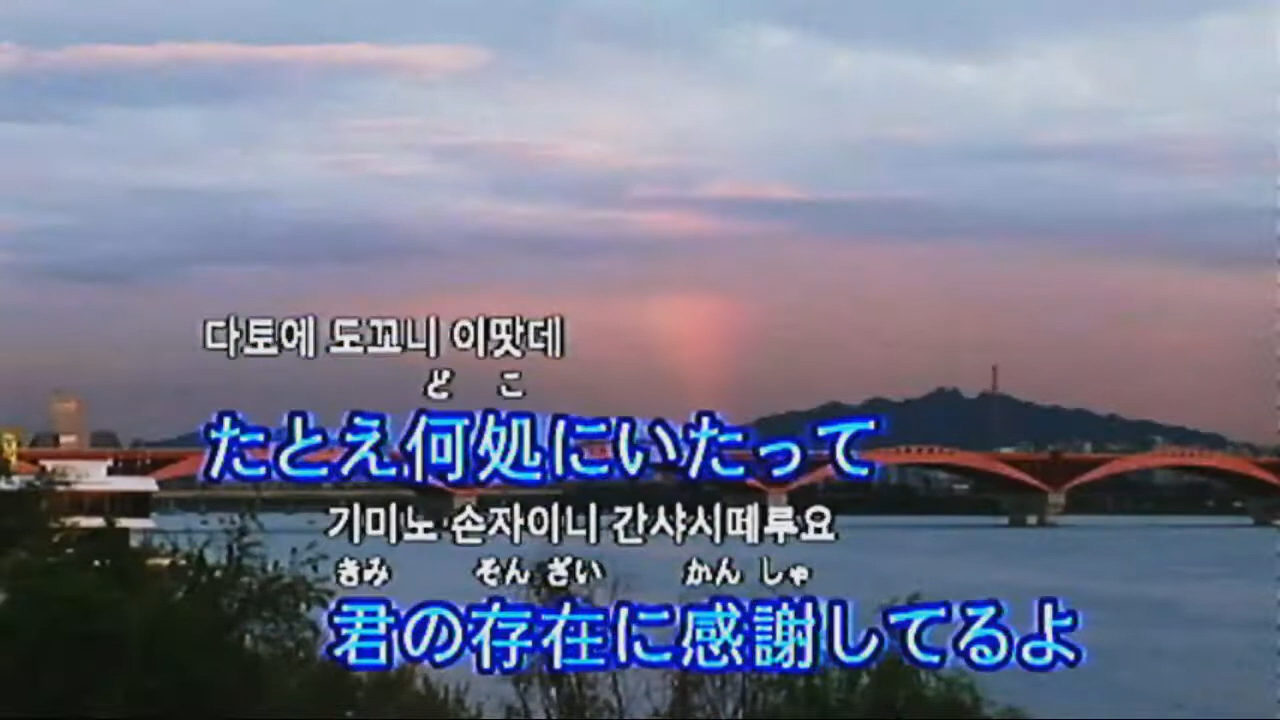 다토에 도꼬니 이땃데
どこ
たとえ何処にいたって
기미노 손자이니 간샤시떼루요
きみ そんざい かんしゃ
君の存在に感謝してるよ